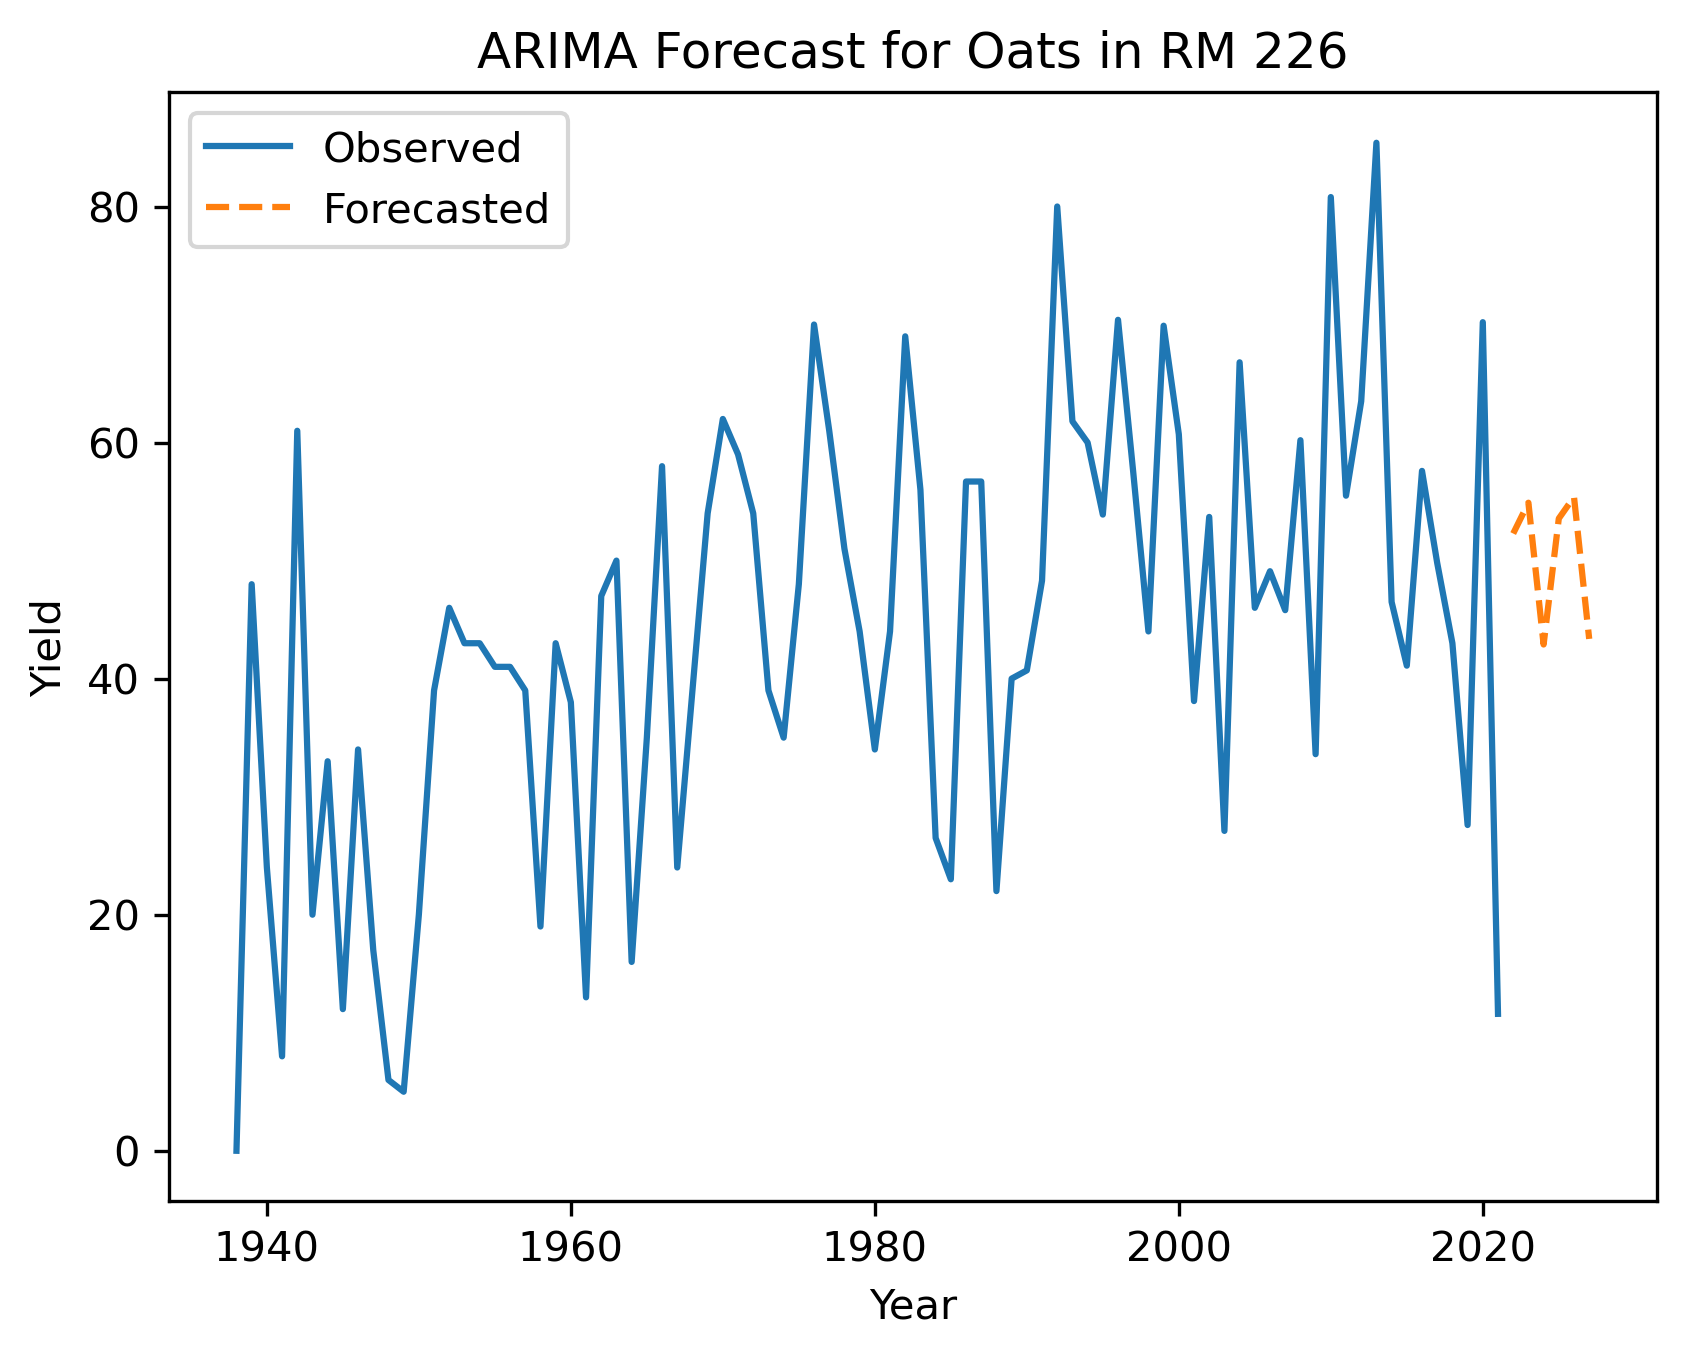 ARIMA Forecast for Oats in RM 226
Observed
Forecasted
80
60
40
20
0
Yield
1940 1960 1980 2000 2020
Year